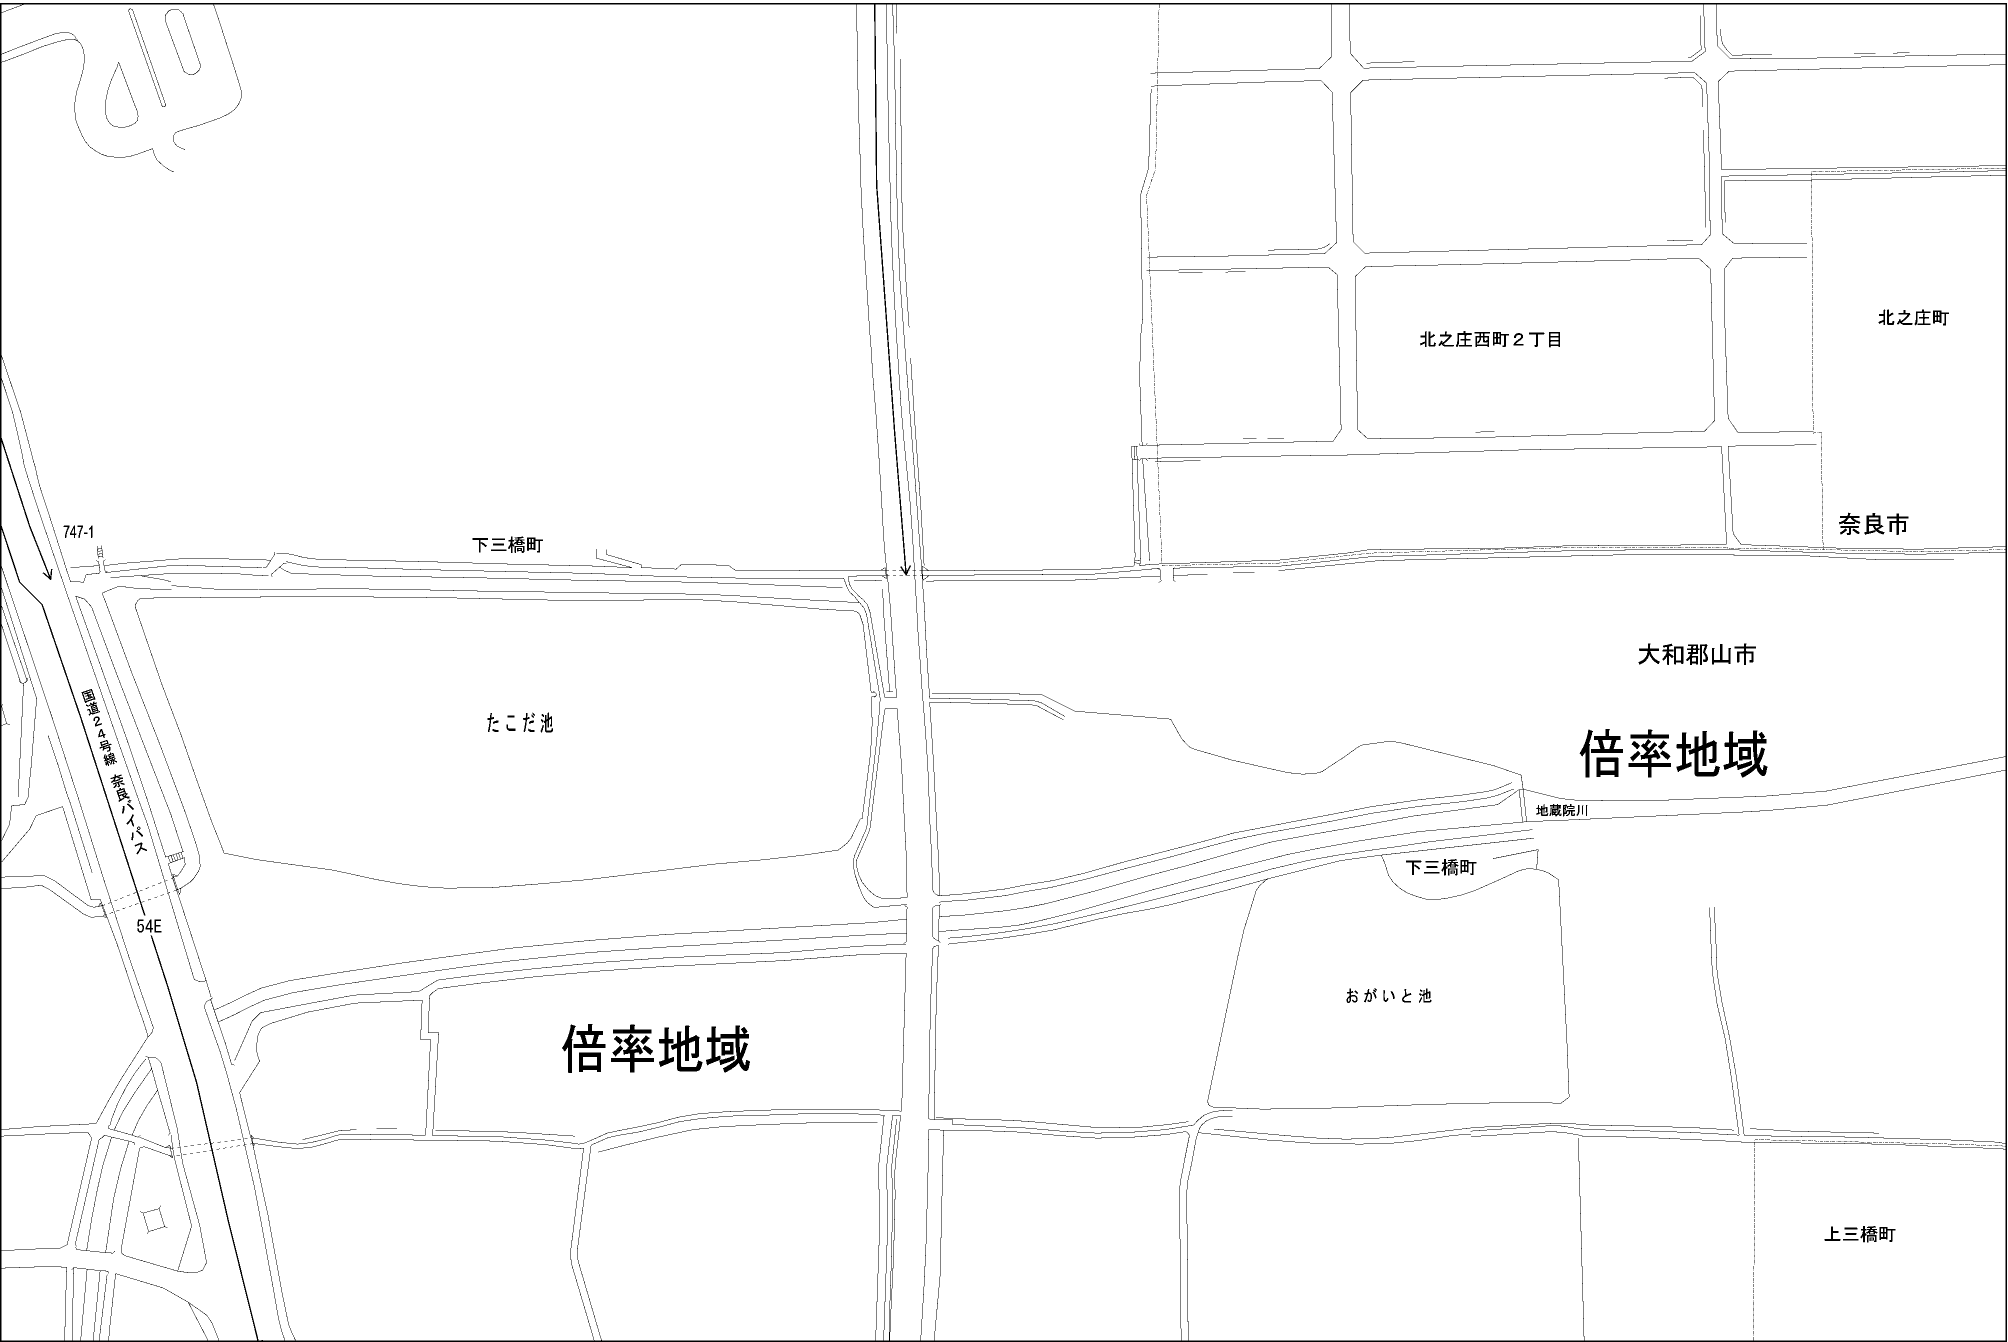 北之庄町
北之庄西町２丁目
奈良市
747-1
下三橋町
大和郡山市
国道２４号線 奈良バイパス
たこだ池
倍率地域
地蔵院川
下三橋町
54E
おがいと池
倍率地域
上三橋町